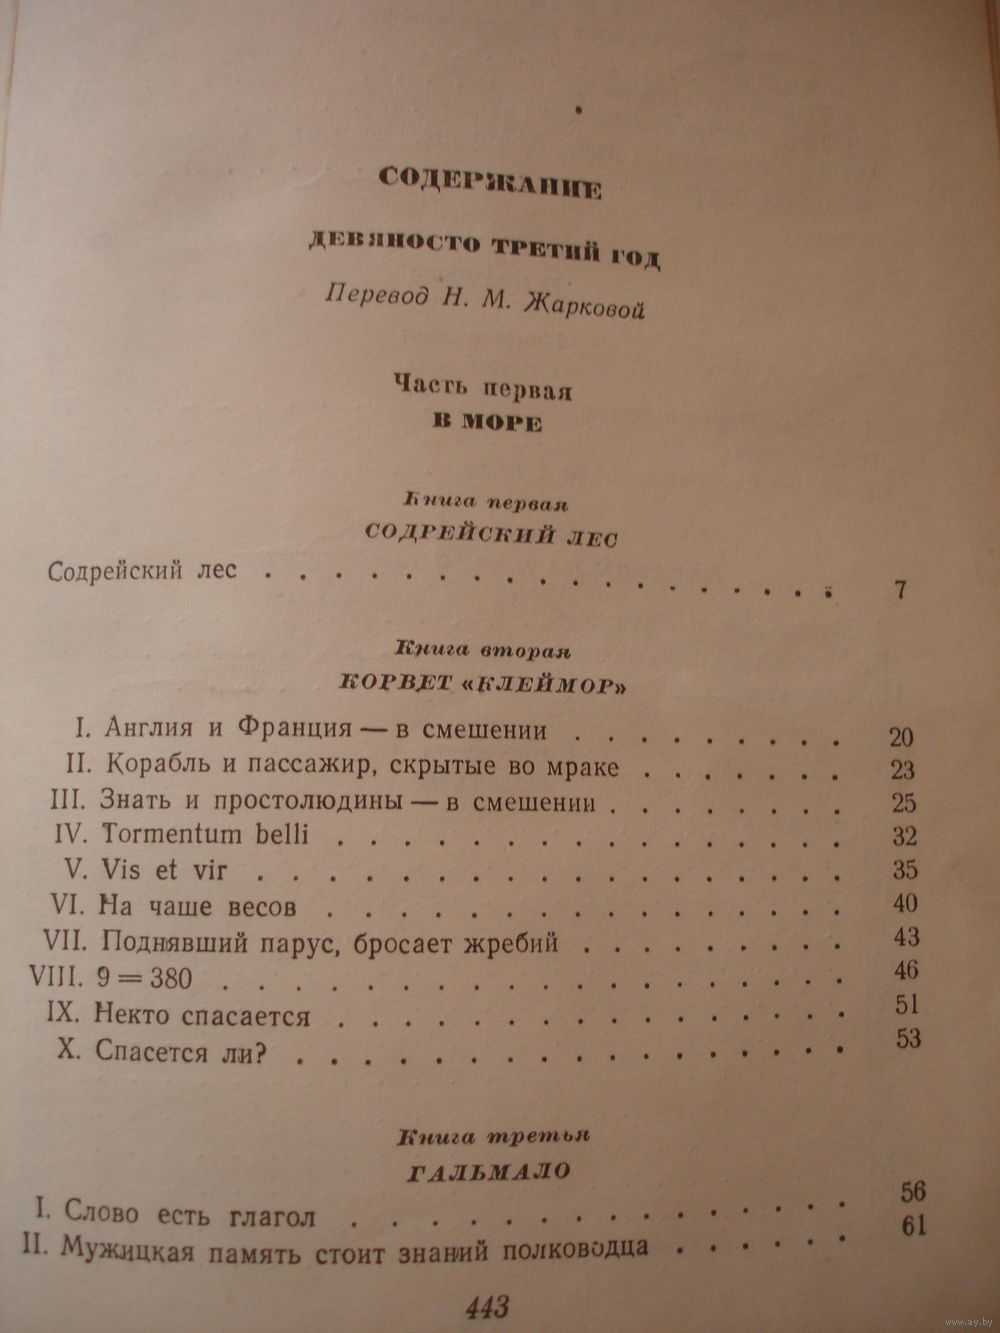 СОДЕРЖАНИЕ
ДЕВЯНОСТО ТРЕТИЙ ГОД
Перевод Н. М. Жарковой
Часть первая
В МОРЕ
Книга первая
СОДРЕЙСКИЙ ЛЕС
Содрейский лес . . . . . . . . . . . . . . . . . 7
Книга вторая
КОРВЕТ «КЛЕЙМОР»
I. Англия и Франция — в смешении . . . . . . . . . 20
II. Корабль и пассажир, скрытые во мраке . . . . . . . 23
III. Знать и простолюдины — в смешении . . . . . . . . 25
IV. Tormentum belli . . . . . . . . . . . . . . . . 32
V. Vis et vir . . . . . . . . . . . . . . . . . 35
VI. На чаше весов . . . . . . . . . . . . . . . 40
VII. Поднявший парус, бросает жребий . . . . . . . . 43
VIII. 9 = 380 . . . . . . . . . . . . . . . . . . 46
IX. Некто спасается . . . . . . . . . . . . . . . 51
X. Спасется ли? . . . . . . . . . . . . . . . . . 53
Книга третья
ГАЛЬМАЛО
I. Слово есть глагол . . . . . . . . . . . . . . 56
II. Мужицкая память стоит знаний полководца . . . . . . 61
443
www.ay.by